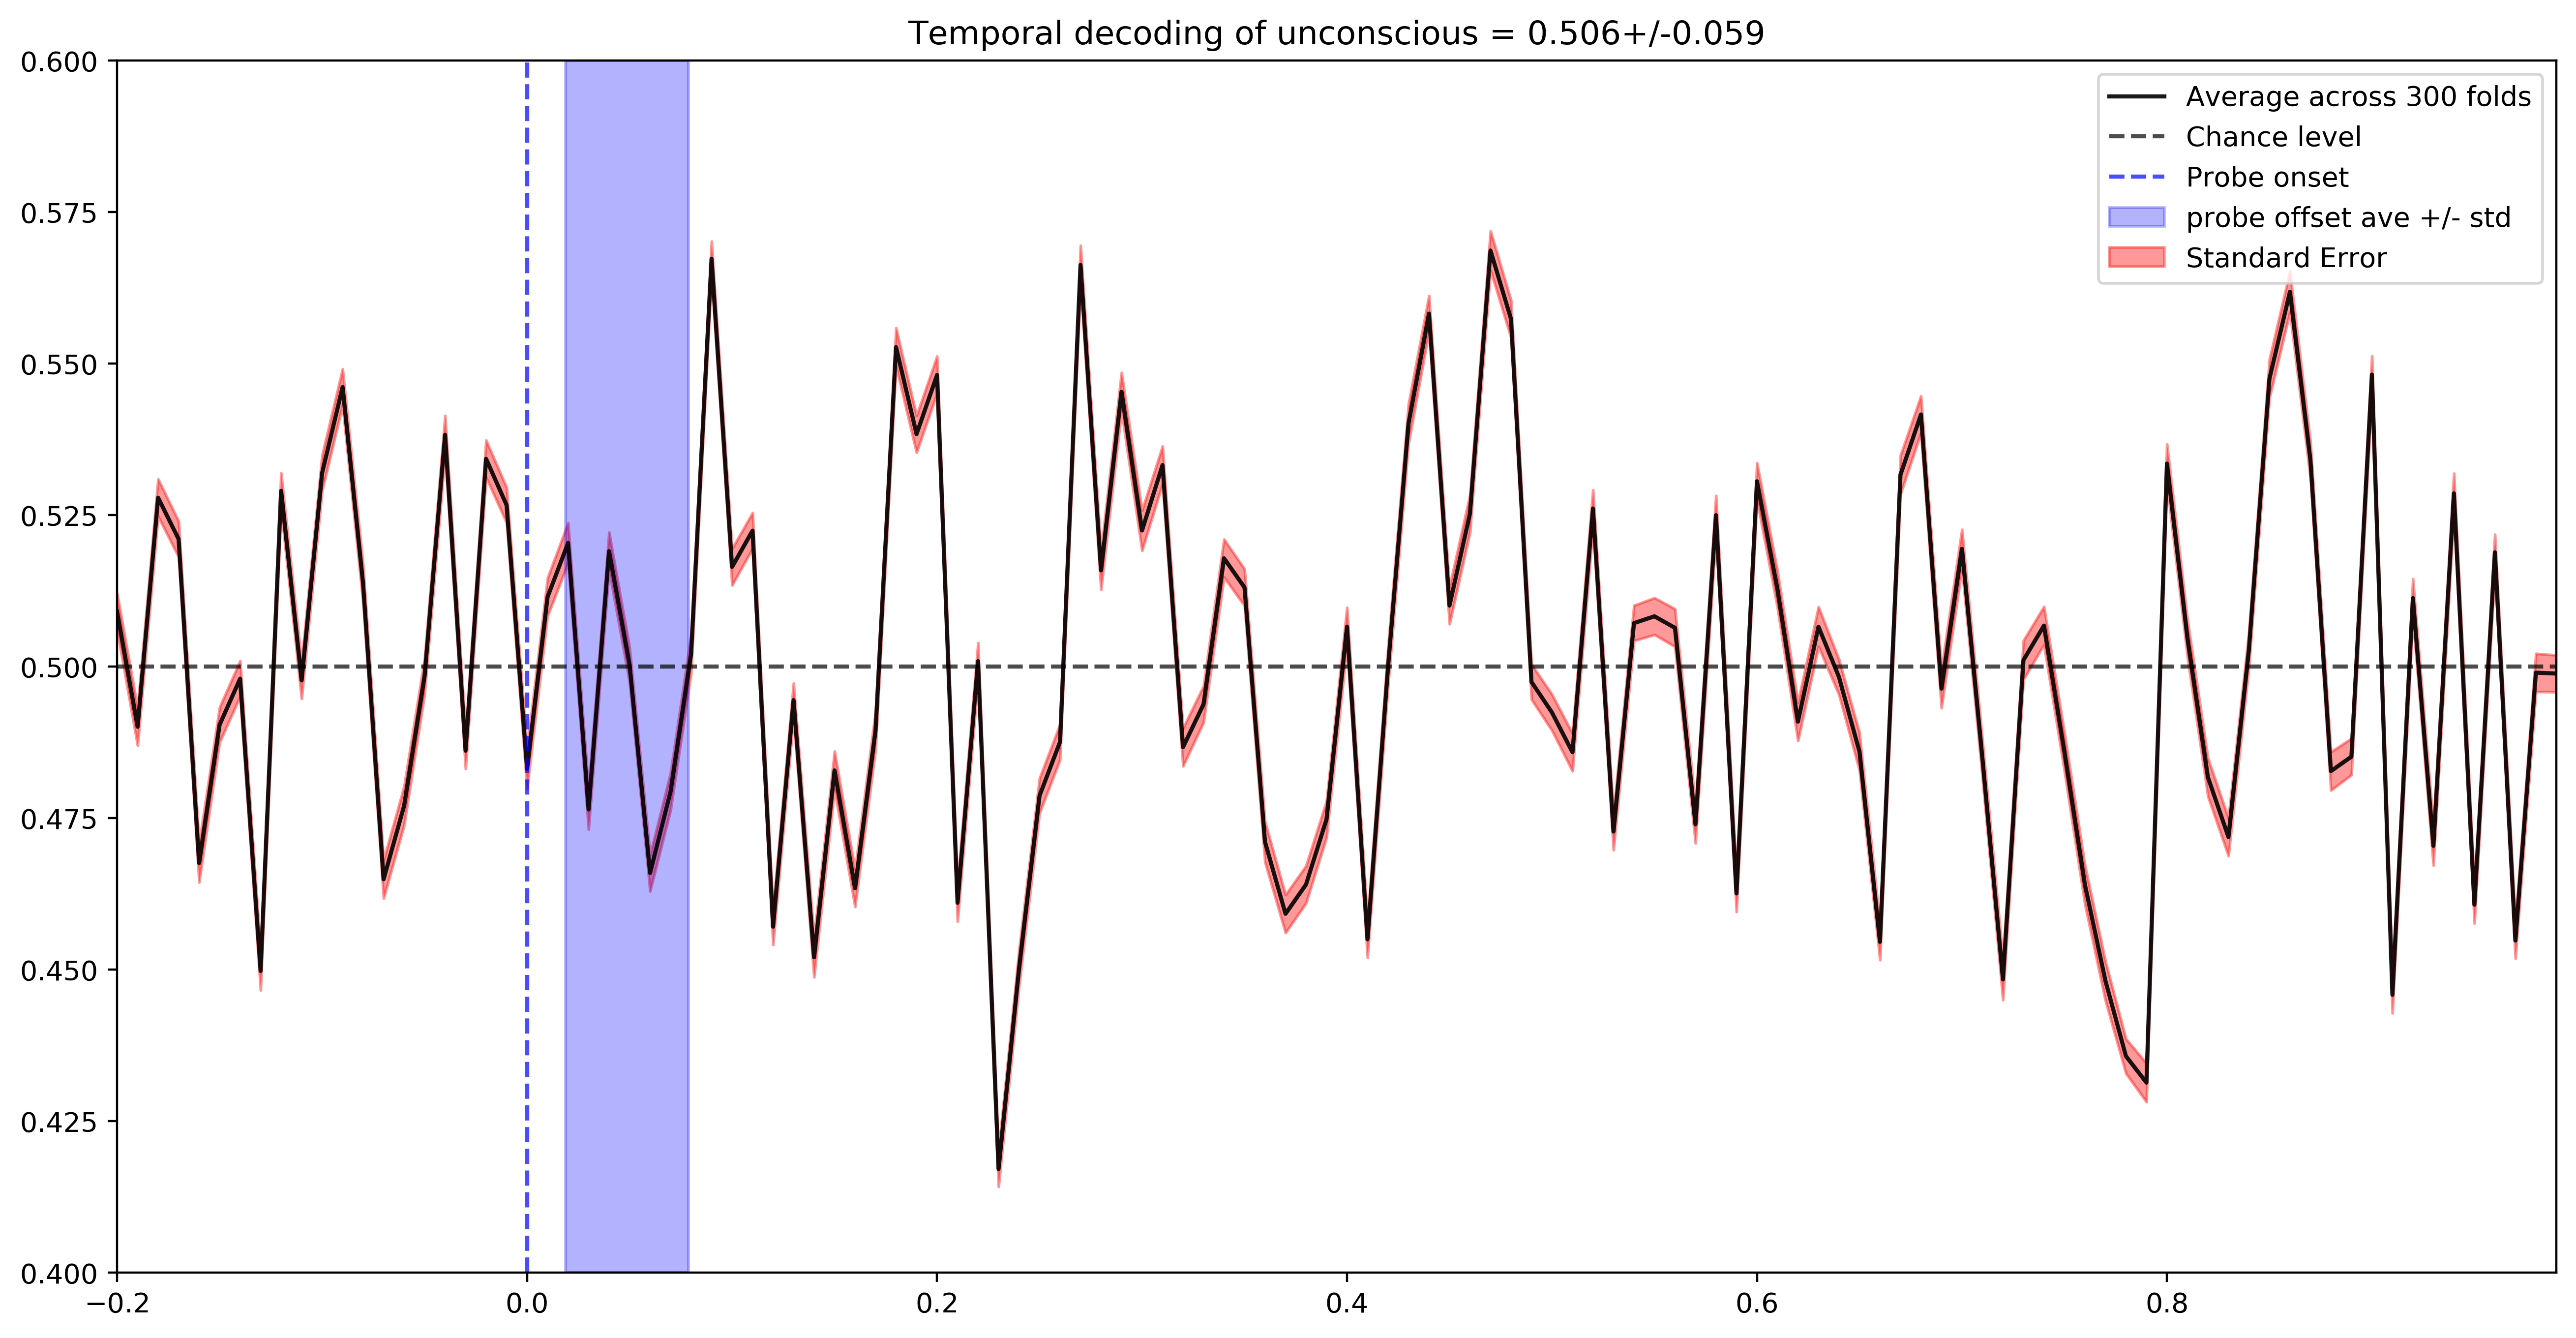 Temporal decoding of unconscious = 0.506+/-0.059
0.600
0.575
0.550
0.525
0.500
0.475
0.450
0.425
0.400
−0.2
0.0
0.2
0.4
0.6
0.8
Average across 300 folds
Chance level
Probe onset
probe offset ave +/- std
Standard Error